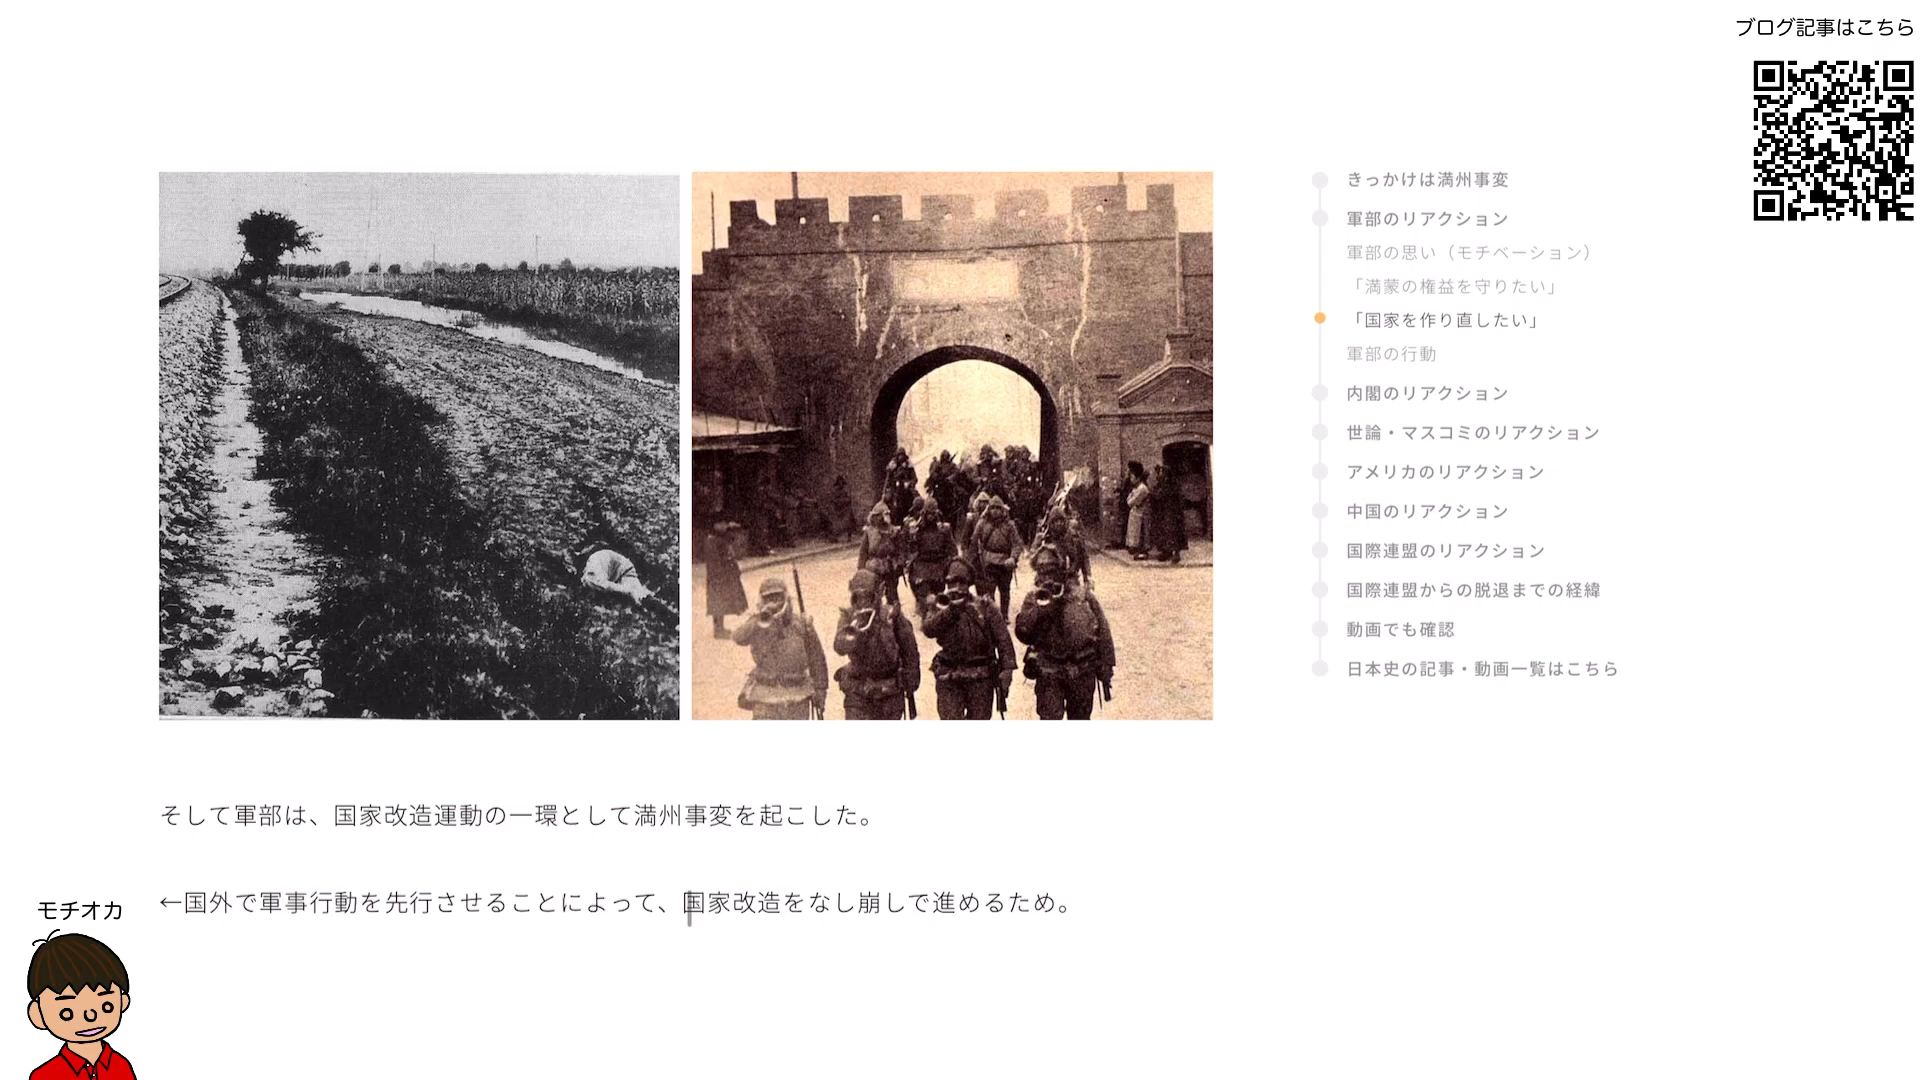 ブログ記事はこちら
きっかけは満州事変
軍部のリアクション
軍部の思い（モチベーション）
「満蒙の権益を守りたい」
「国家を作り直したい」
軍部の行動
内閣のリアクション
世論・マスコミのリアクション
アメリカのリアクション
中国のリアクション
国際連盟のリアクション
国際連盟からの脱退までの経緯
動画でも確認
日本史の記事・動画一覧はこちら
そして軍部は、国家改造運動の一環として満州事変を起こした。
←国外で軍事行動を先行させることによって、国家改造をなし崩しで進めるため。
モチオカ